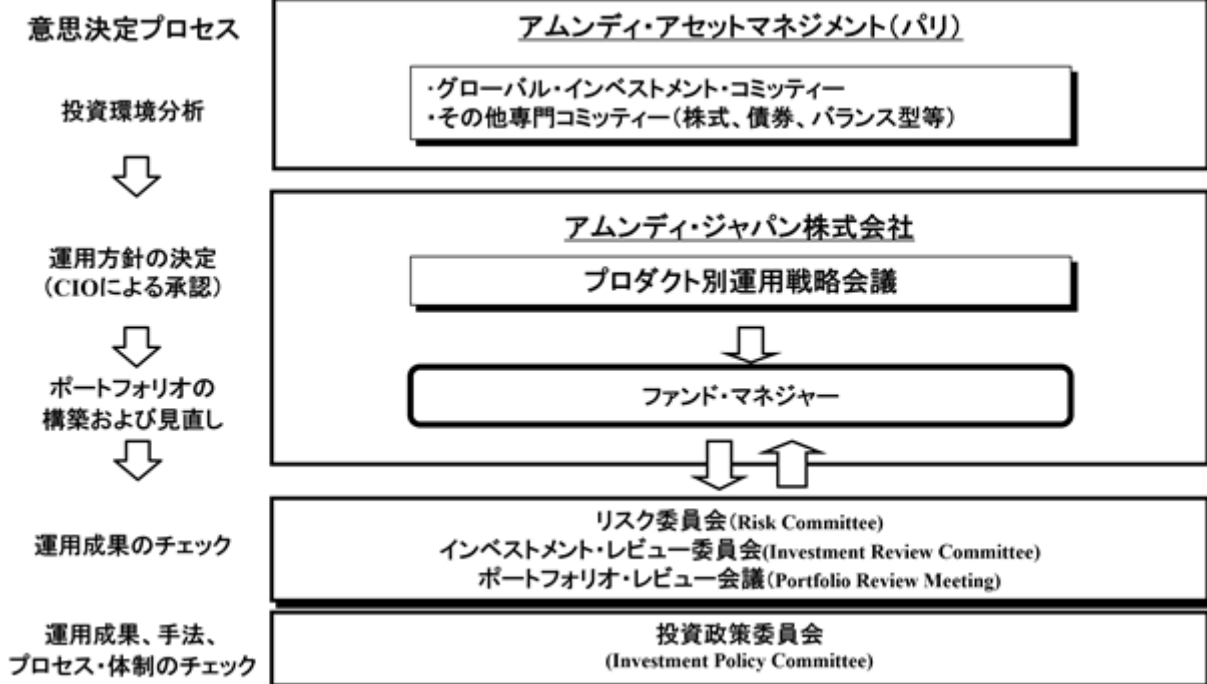 意思決定プロセス
アムンディ・アセットマネジメント(パリ)
投資環境分析
・グローバル・インベストメント・コミッティー
・その他専門コミッティー(株式、債券、バランス型等)
アムンディ・ジャパン株式会社
運用方針の決定
(CIOによる承認)
プロダクト別運用戦略会議
ポートフォリオの
構築および見直し
ファンド・マネジャー
運用成果のチェック
リスク委員会(Risk Committee)
インベストメント・レビュー委員会(Investment Review Committee)
ポートフォリオ・レビュー会議(Portfolio Review Meeting)
運用成果、手法、
プロセス・体制のチェック
投資政策委員会
(Investment Policy Committee)